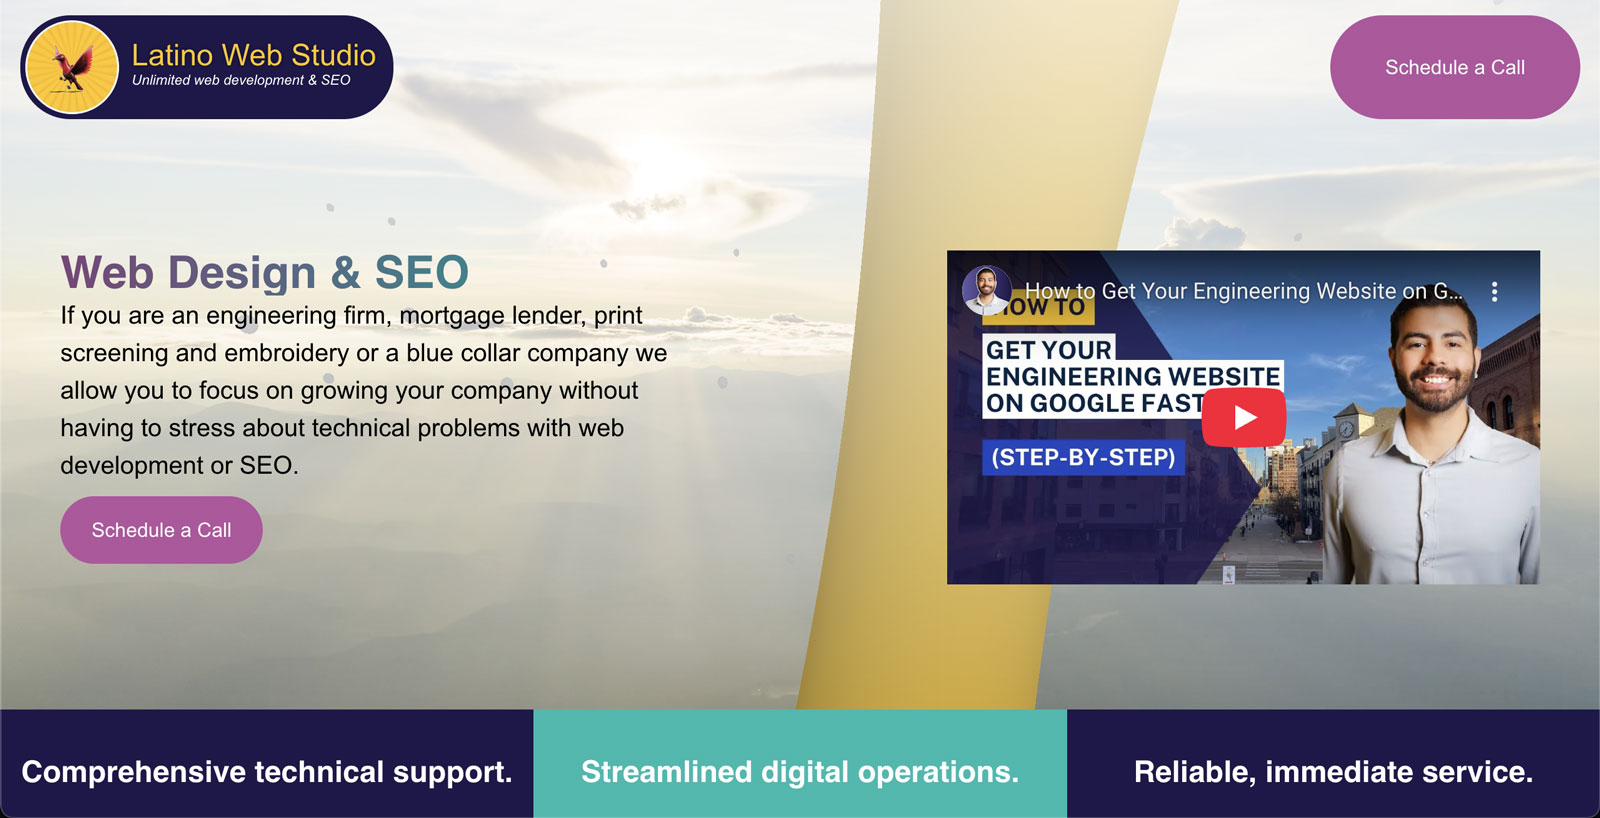 Latino Web Studio
Unlimited web development & SEO
Schedule a Call
Web Design & SEO
If you are an engineering firm, mortgage lender, print
screening and embroidery or a blue collar company we
allow you to focus on growing your company without
having to stress about technical problems with web
development or SEO.
Schedule a Call
How to Get Your Engineering Website on G...
HOW TO
GET YOUR
ENGINEERING WEBSITE
ON GOOGLE FAST
(STEP-BY-STEP)
Comprehensive technical support.
Streamlined digital operations.
Reliable, immediate service.